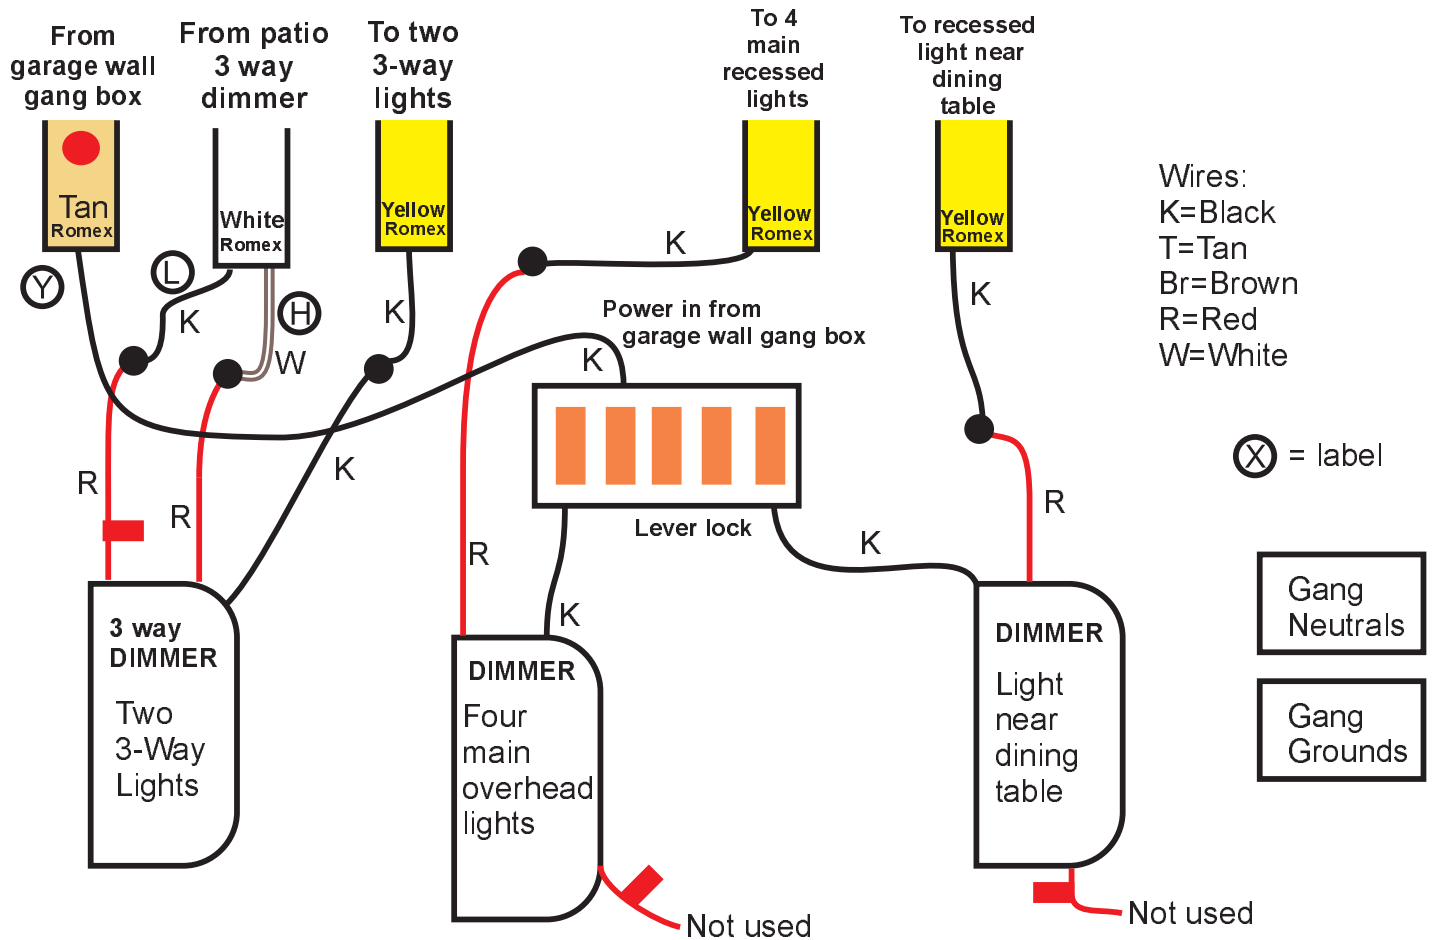 From
garage wall
gang box
From patio
3 way
dimmer
To two
3-way
lights
To 4
main
recessed
lights
To recessed
light near
dining
table
Tan
Romex
White
Romex
Yellow
Romex
Yellow
Romex
Yellow
Romex
Wires:
K=Black
T=Tan
Br=Brown
R=Red
W=White
Y
L
K
H
W
K
K
K
Power in from
garage wall gang box
K
X = label
R
R
K
Lever lock
R
K
K
R
Gang
Neutrals
Gang
Grounds
3 way
DIMMER
Two
3-Way
Lights
DIMMER
Four
main
overhead
lights
DIMMER
Light
near
dining
table
Not used
Not used